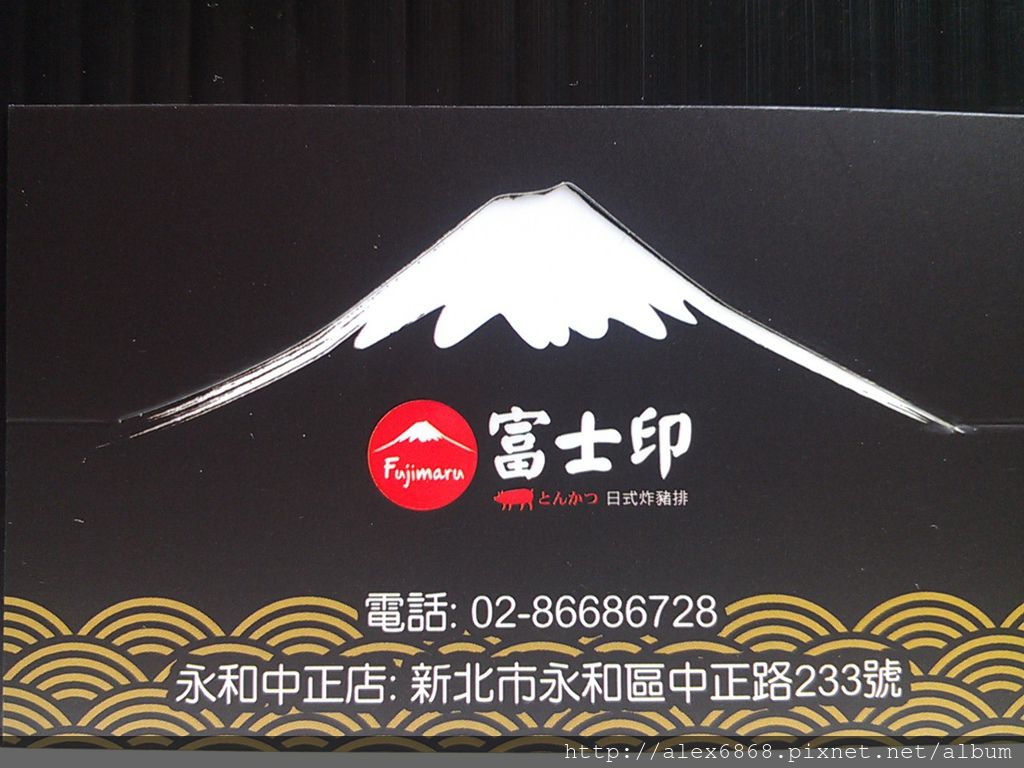 Fujimaru
富士印
とんかつ 日式炸豬排
電話: 02-86686728
永和中正店: 新北市永和區中正路233號
http://alex6868.pixnet.net/album